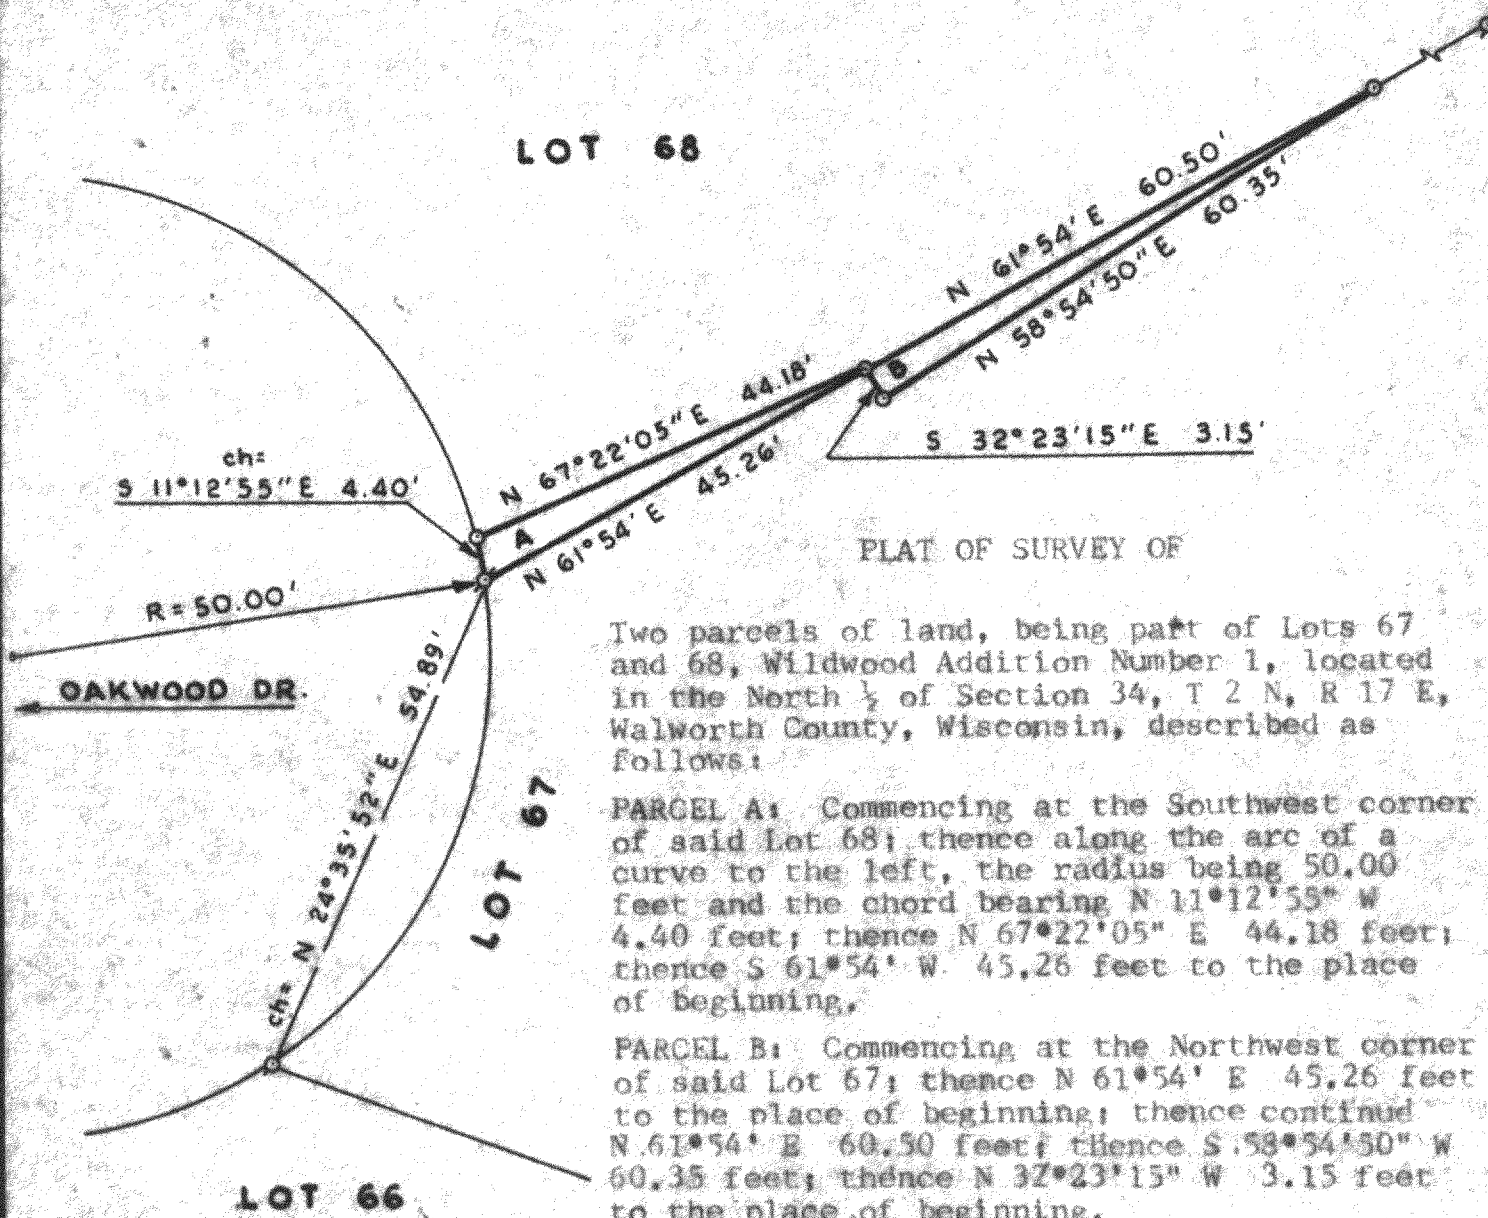 LOT 68
N 61°54' E 60.50'
N 58°54'50" E 60.35'
N 67°22'05" E 44.18'
B
S 32°23'15" E 3.15'
ch=
S 11°12'55" E 4.40'
A
N 61°54' E 45.26'
R = 50.00'
OAKWOOD DR.
ch= N 24°35'52" E 54.89'
LOT 67
LOT 66
PLAT OF SURVEY OF
Two parcels of land, being part of Lots 67
and 68, Wildwood Addition Number 1, located
in the North ½ of Section 34, T 2 N, R 17 E,
Walworth County, Wisconsin, described as
follows:
PARCEL A: Commencing at the Southwest corner
of said Lot 68; thence along the arc of a
curve to the left, the radius being 50.00
feet and the chord bearing N 11°12'55" W
4.40 feet; thence N 67°22'05" E 44.18 feet;
thence S 61°54' W 45.26 feet to the place
of beginning.
PARCEL B: Commencing at the Northwest corner
of said Lot 67; thence N 61°54' E 45.26 feet
to the place of beginning; thence continued
N 61°54' E 60.50 feet; thence S 58°54'50" W
60.35 feet; thence N 32°23'15" W 3.15 feet
to the place of beginning.